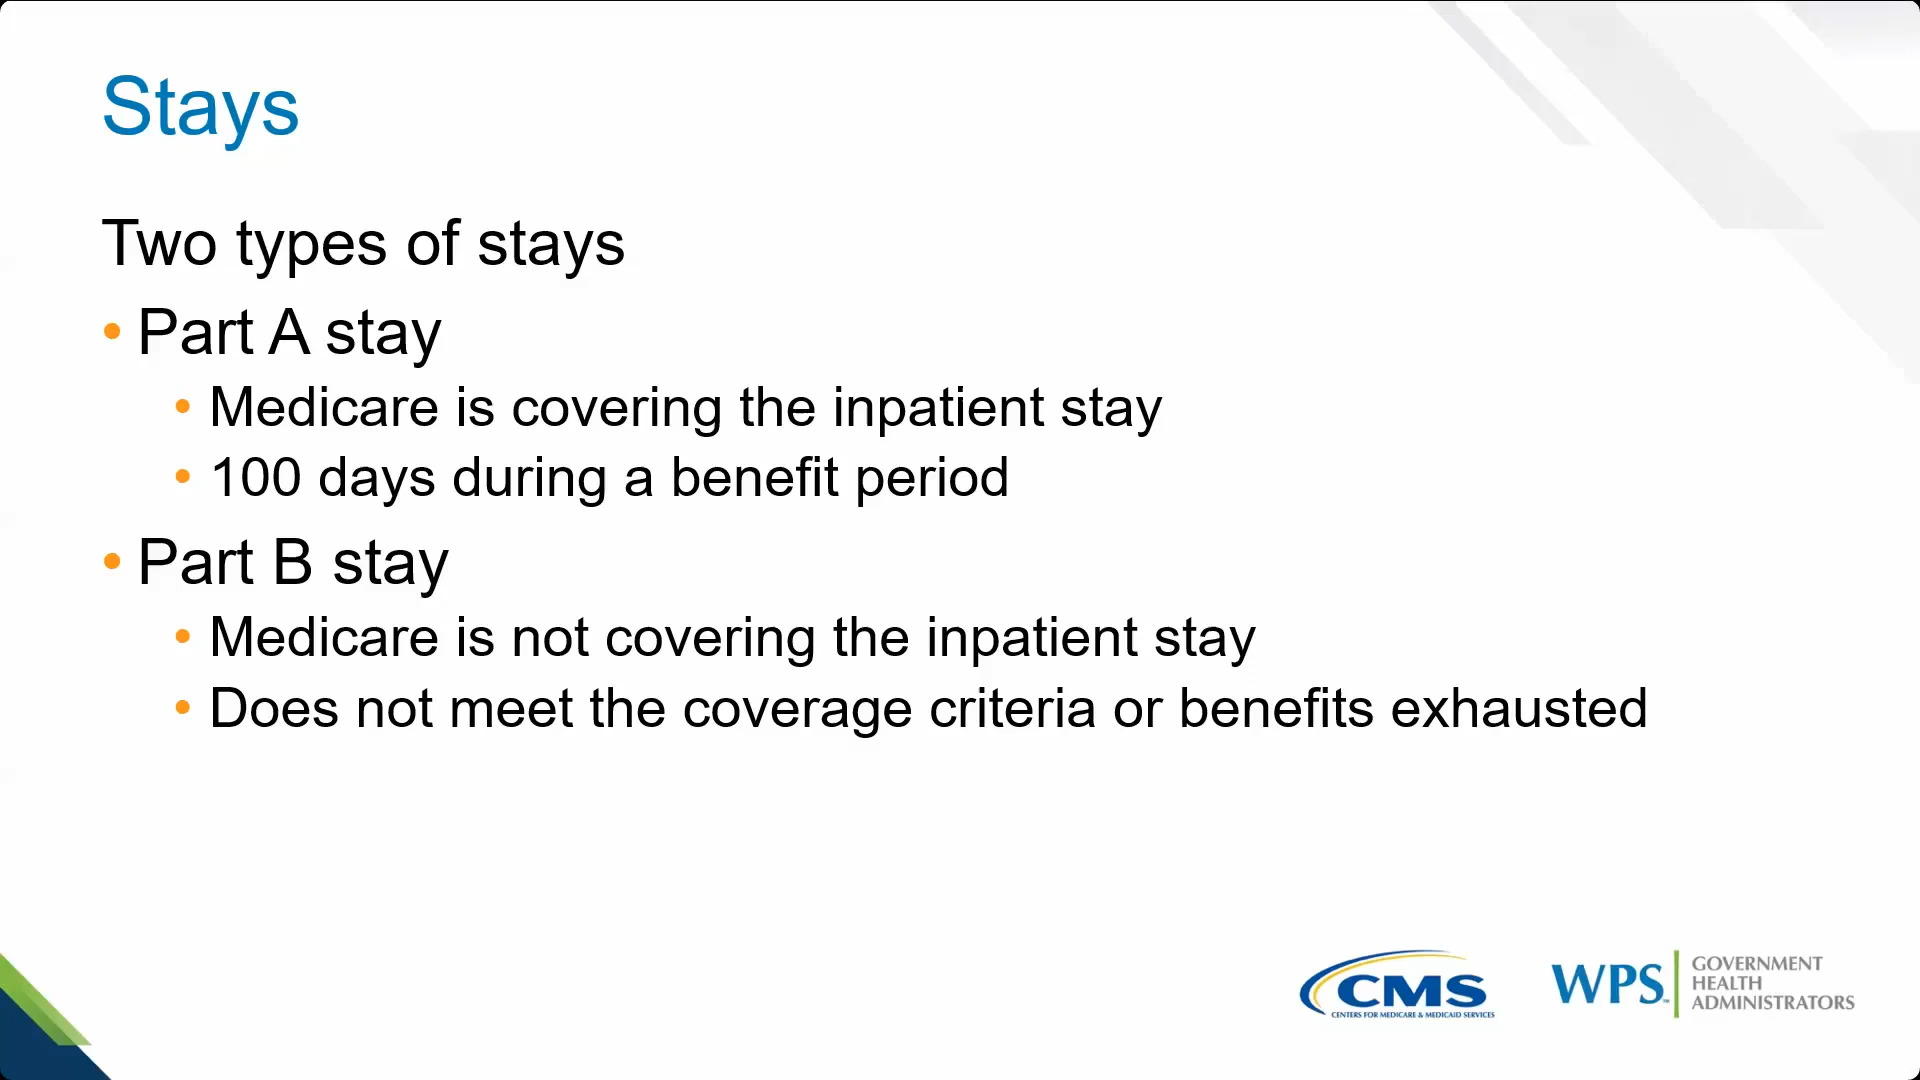 Stays
Two types of stays
• Part A stay
• Medicare is covering the inpatient stay
• 100 days during a benefit period
• Part B stay
• Medicare is not covering the inpatient stay
• Does not meet the coverage criteria or benefits exhausted
CMS
CENTERS FOR MEDICARE & MEDICAID SERVICES
WPS
GOVERNMENT
HEALTH
ADMINISTRATORS